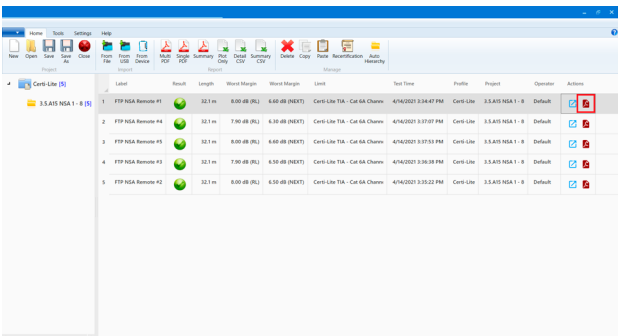 Home Tools Settings Help
New Open Save Save As Close From File From USB From Device Multi PDF Single PDF Summary Plot Only Detail CSV Summary CSV Delete Copy Paste Recertification Auto Hierarchy
Project Import Report Manage
Certi-Lite [5]
3.5.A15 NSA 1 - 8 [5]
Label Result Length Worst Margin Worst Margin Limit Test Time Profile Project Operator Actions
1 FTP NSA Remote #1 32.1 m 8.00 dB (RL) 6.60 dB (NEXT) Certi-Lite TIA - Cat 6A Channe 4/14/2021 3:34:47 PM Certi-Lite 3.5.A15 NSA 1 - 8 Default
2 FTP NSA Remote #4 32.1 m 7.90 dB (RL) 6.30 dB (NEXT) Certi-Lite TIA - Cat 6A Channe 4/14/2021 3:37:07 PM Certi-Lite 3.5.A15 NSA 1 - 8 Default
3 FTP NSA Remote #5 32.1 m 8.00 dB (RL) 6.60 dB (NEXT) Certi-Lite TIA - Cat 6A Channe 4/14/2021 3:37:53 PM Certi-Lite 3.5.A15 NSA 1 - 8 Default
4 FTP NSA Remote #3 32.1 m 7.90 dB (RL) 6.50 dB (NEXT) Certi-Lite TIA - Cat 6A Channe 4/14/2021 3:36:38 PM Certi-Lite 3.5.A15 NSA 1 - 8 Default
5 FTP NSA Remote #2 32.1 m 8.00 dB (RL) 6.50 dB (NEXT) Certi-Lite TIA - Cat 6A Channe 4/14/2021 3:35:22 PM Certi-Lite 3.5.A15 NSA 1 - 8 Default